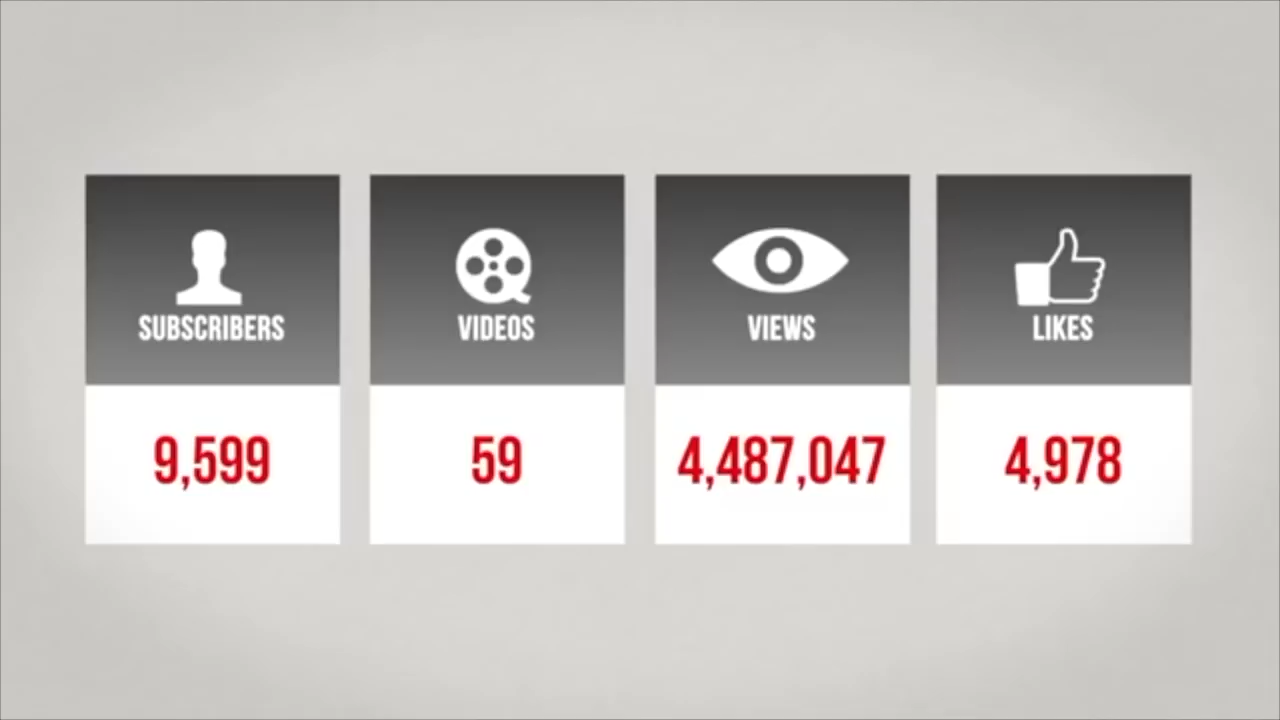 SUBSCRIBERS
9,599
VIDEOS
59
VIEWS
4,487,047
LIKES
4,978